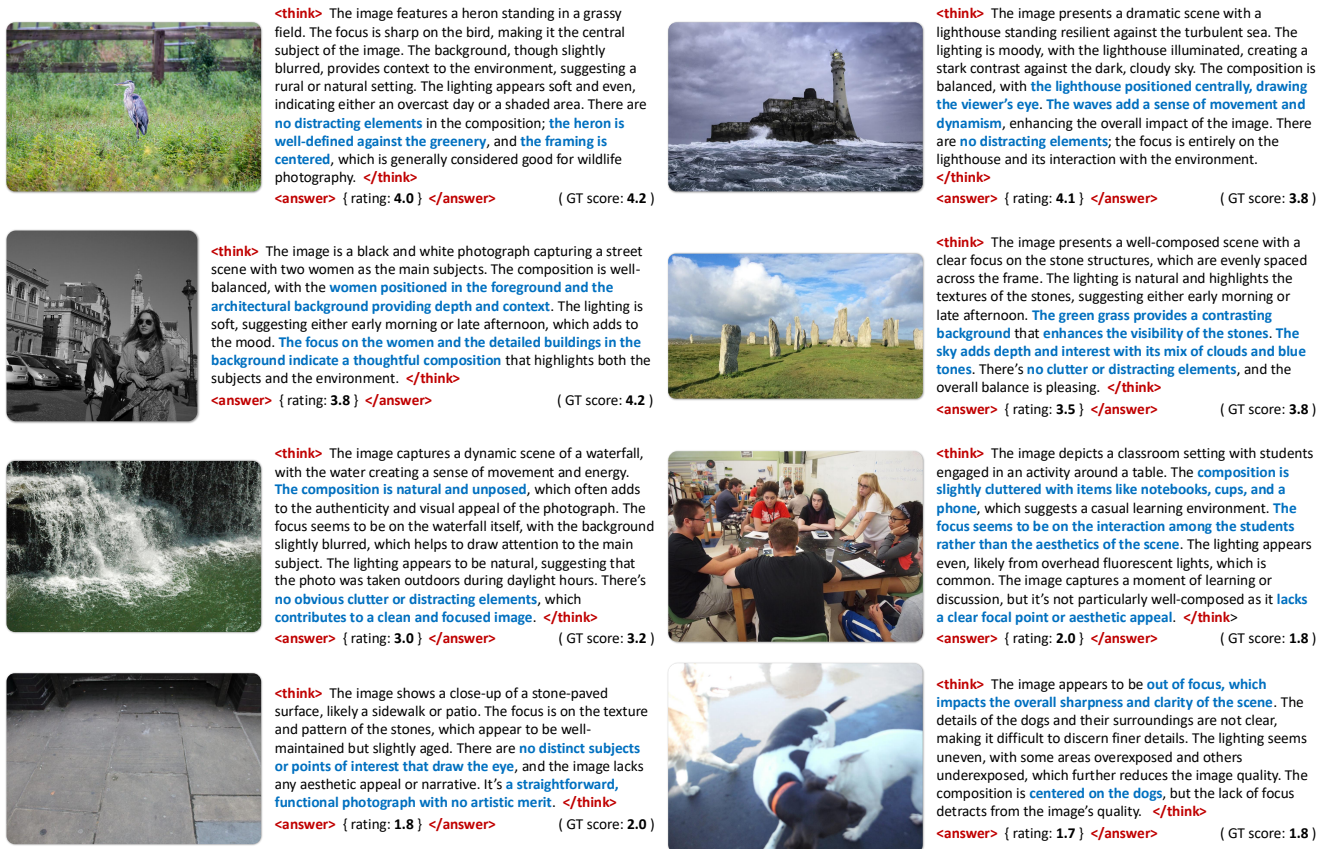 <think> The image features a heron standing in a grassy
field. The focus is sharp on the bird, making it the central
subject of the image. The background, though slightly
blurred, provides context to the environment, suggesting a
rural or natural setting. The lighting appears soft and even,
indicating either an overcast day or a shaded area. There are
no distracting elements in the composition; the heron is
well-defined against the greenery, and the framing is
centered, which is generally considered good for wildlife
photography. </think>
<answer> { rating: 4.0 } </answer> ( GT score: 4.2 )
<think> The image presents a dramatic scene with a
lighthouse standing resilient against the turbulent sea. The
lighting is moody, with the lighthouse illuminated, creating a
stark contrast against the dark, cloudy sky. The composition is
balanced, with the lighthouse positioned centrally, drawing
the viewer's eye. The waves add a sense of movement and
dynamism, enhancing the overall impact of the image. There
are no distracting elements; the focus is entirely on the
lighthouse and its interaction with the environment.
</think>
<answer> { rating: 4.1 } </answer> ( GT score: 3.8 )
<think> The image is a black and white photograph capturing a street
scene with two women as the main subjects. The composition is well-
balanced, with the women positioned in the foreground and the
architectural background providing depth and context. The lighting is
soft, suggesting either early morning or late afternoon, which adds to
the mood. The focus on the women and the detailed buildings in the
background indicate a thoughtful composition that highlights both the
subjects and the environment. </think>
<answer> { rating: 3.8 } </answer> ( GT score: 4.2 )
<think> The image presents a well-composed scene with a
clear focus on the stone structures, which are evenly spaced
across the frame. The lighting is natural and highlights the
textures of the stones, suggesting either early morning or
late afternoon. The green grass provides a contrasting
background that enhances the visibility of the stones. The
sky adds depth and interest with its mix of clouds and blue
tones. There's no clutter or distracting elements, and the
overall balance is pleasing. </think>
<answer> { rating: 3.5 } </answer> ( GT score: 3.8 )
<think> The image captures a dynamic scene of a waterfall,
with the water creating a sense of movement and energy.
The composition is natural and unposed, which often adds
to the authenticity and visual appeal of the photograph. The
focus seems to be on the waterfall itself, with the background
slightly blurred, which helps to draw attention to the main
subject. The lighting appears to be natural, suggesting that
the photo was taken outdoors during daylight hours. There's
no obvious clutter or distracting elements, which
contributes to a clean and focused image. </think>
<answer> { rating: 3.0 } </answer> ( GT score: 3.2 )
<think> The image depicts a classroom setting with students
engaged in an activity around a table. The composition is
slightly cluttered with items like notebooks, cups, and a
phone, which suggests a casual learning environment. The
focus seems to be on the interaction among the students
rather than the aesthetics of the scene. The lighting appears
even, likely from overhead fluorescent lights, which is
common. The image captures a moment of learning or
discussion, but it's not particularly well-composed as it lacks
a clear focal point or aesthetic appeal. </think>
<answer> { rating: 2.0 } </answer> ( GT score: 1.8 )
<think> The image shows a close-up of a stone-paved
surface, likely a sidewalk or patio. The focus is on the texture
and pattern of the stones, which appear to be well-
maintained but slightly aged. There are no distinct subjects
or points of interest that draw the eye, and the image lacks
any aesthetic appeal or narrative. It's a straightforward,
functional photograph with no artistic merit. </think>
<answer> { rating: 1.8 } </answer> ( GT score: 2.0 )
<think> The image appears to be out of focus, which
impacts the overall sharpness and clarity of the scene. The
details of the dogs and their surroundings are not clear,
making it difficult to discern finer details. The lighting seems
uneven, with some areas overexposed and others
underexposed, which further reduces the image quality. The
composition is centered on the dogs, but the lack of focus
detracts from the image's quality. </think>
<answer> { rating: 1.7 } </answer> ( GT score: 1.8 )